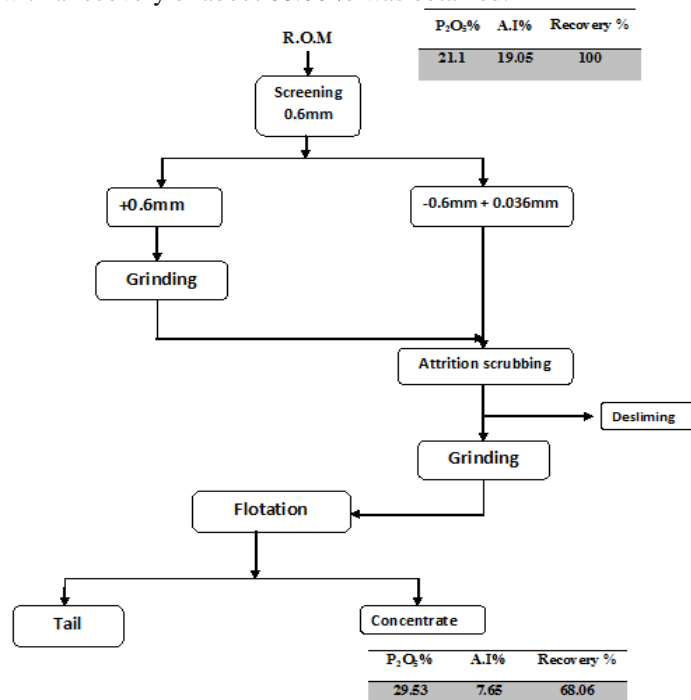 P₂O₅% A.I% Recovery %
R.O.M
21.1 19.05 100
Screening
0.6mm
+0.6mm
-0.6mm + 0.036mm
Grinding
Attrition scrubbing
Desliming
Grinding
Flotation
Tail
Concentrate
P₂O₅% A.I% Recovery %
29.53 7.65 68.06